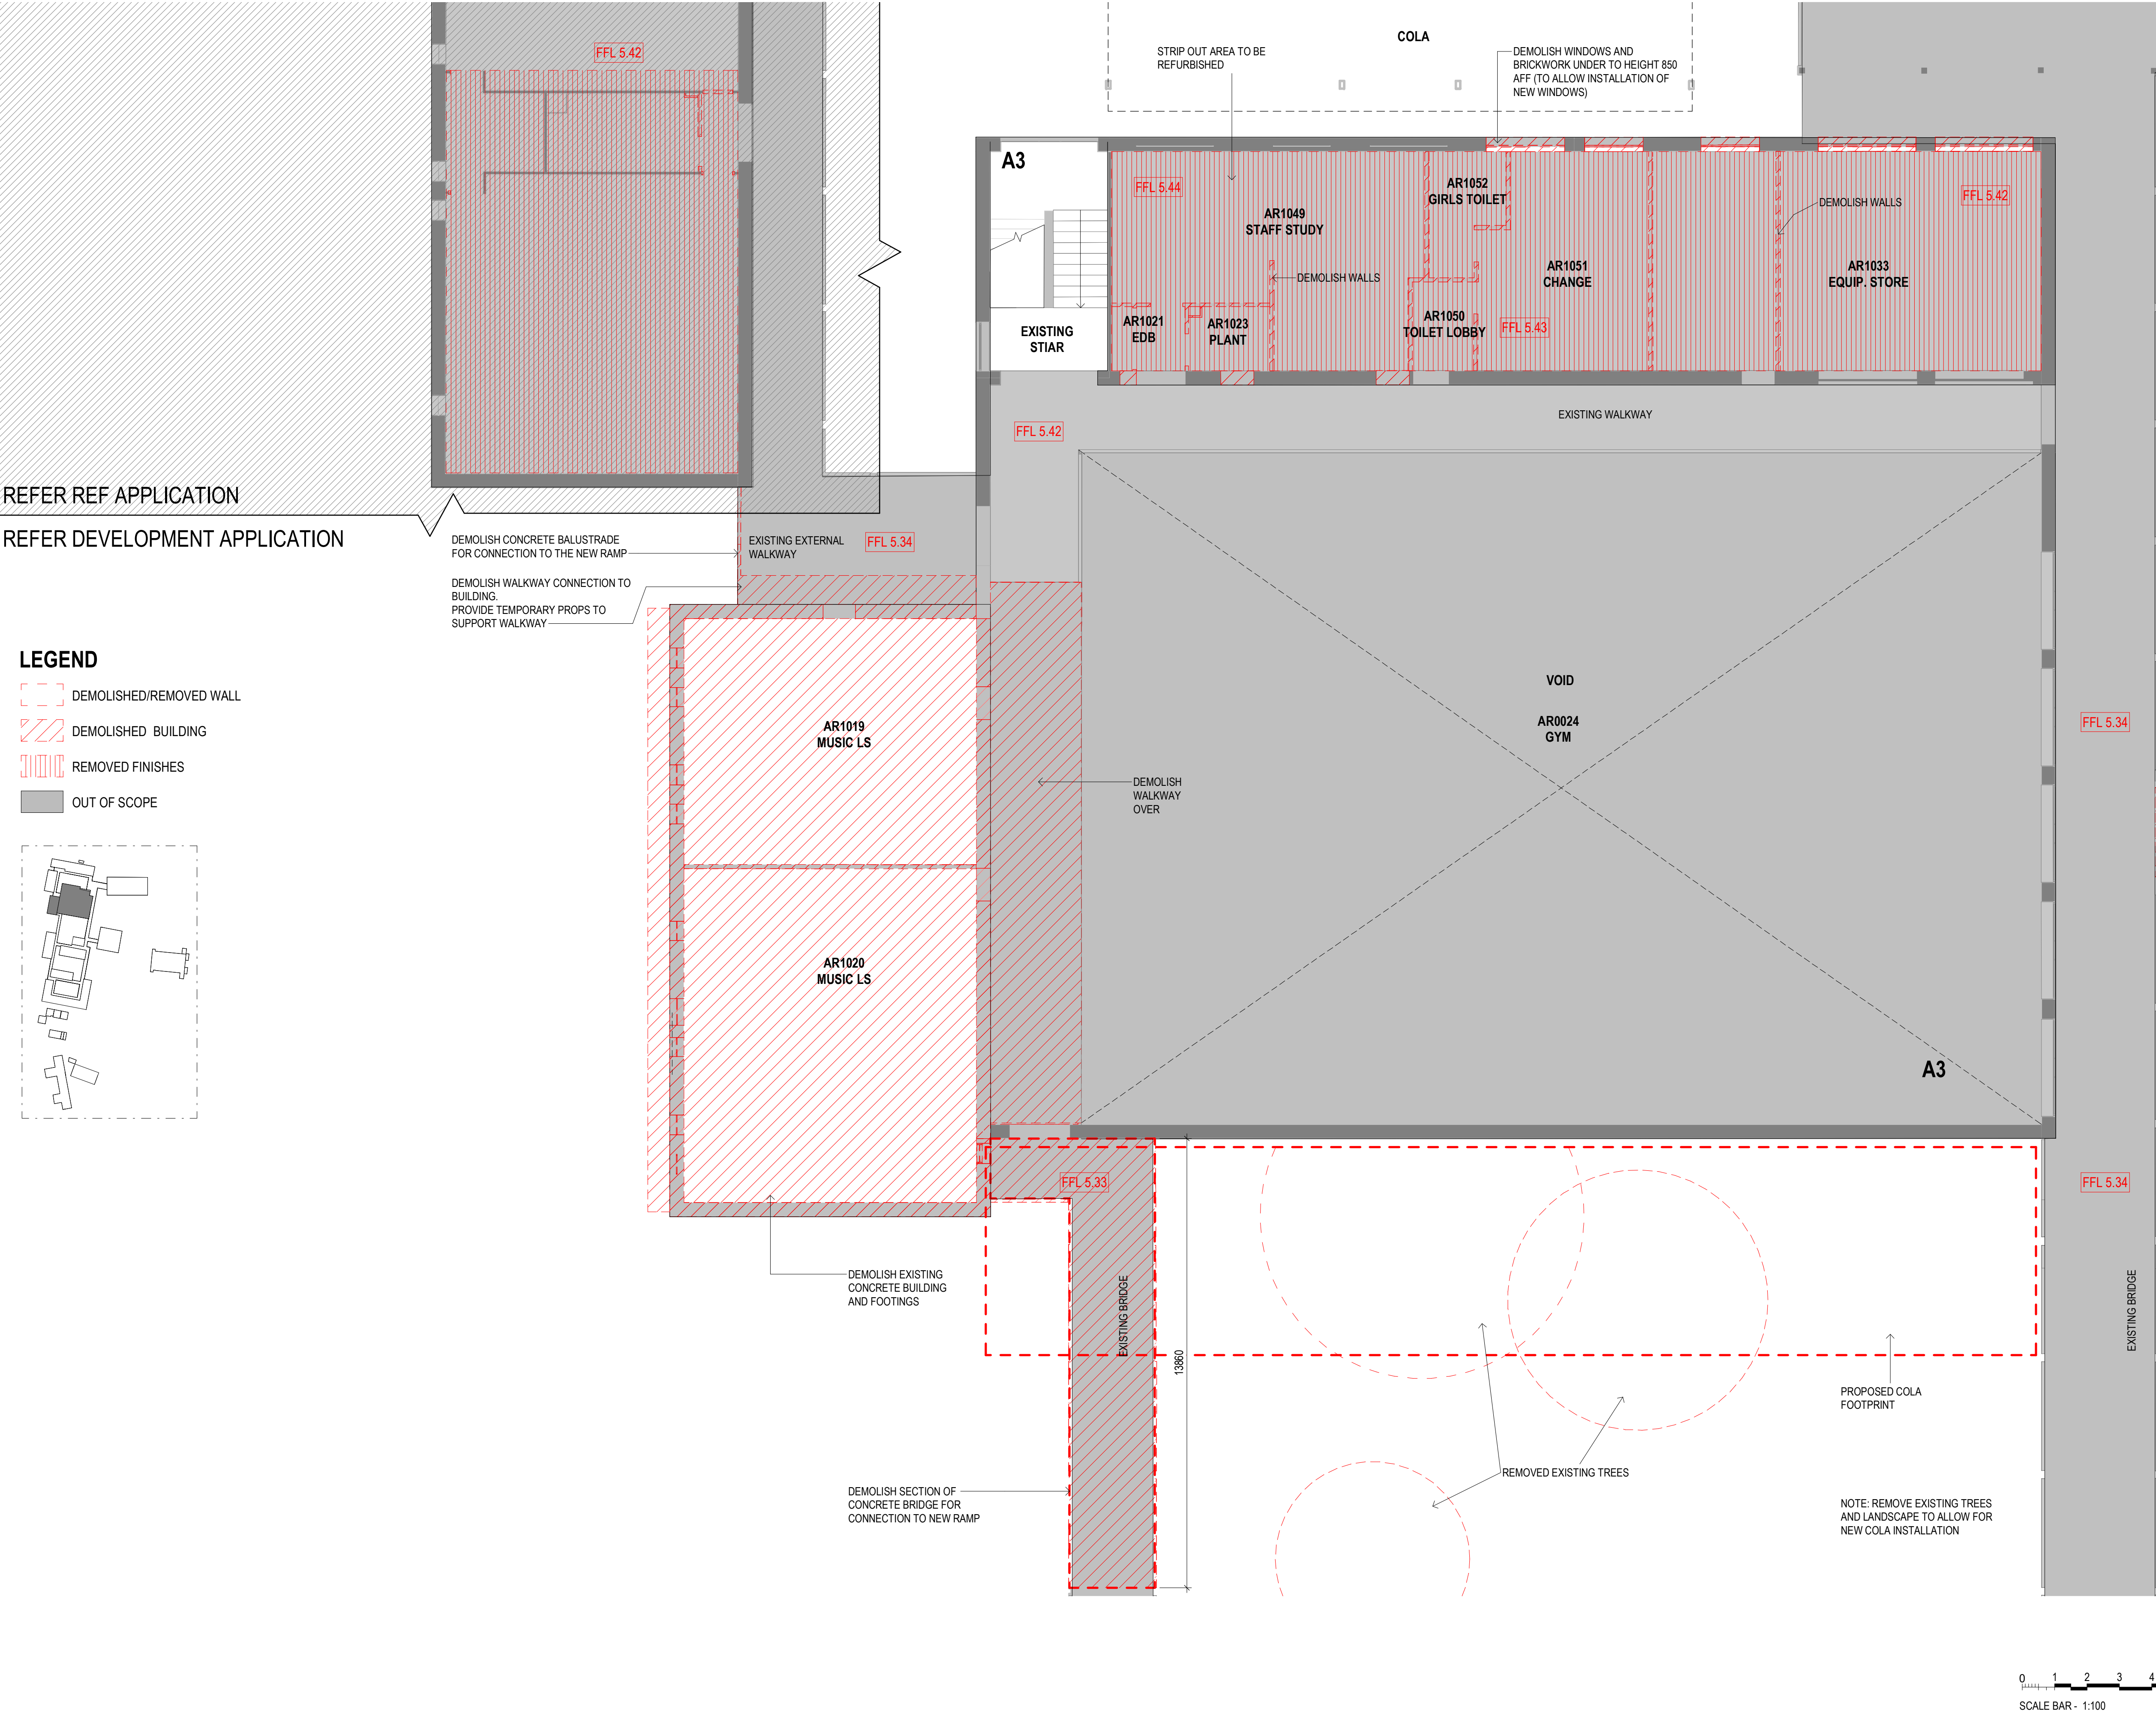 COLA
FFL 5.42
STRIP OUT AREA TO BE
REFURBISHED
DEMOLISH WINDOWS AND
BRICKWORK UNDER TO HEIGHT 850
AFF (TO ALLOW INSTALLATION OF
NEW WINDOWS)
A3
FFL 5.44
AR1052
GIRLS TOILET
FFL 5.42
DEMOLISH WALLS
AR1049
STAFF STUDY
DEMOLISH WALLS
AR1051
CHANGE
AR1033
EQUIP. STORE
EXISTING
STIAR
AR1021
EDB
AR1023
PLANT
AR1050
TOILET LOBBY
FFL 5.43
EXISTING WALKWAY
FFL 5.42
REFER REF APPLICATION
REFER DEVELOPMENT APPLICATION
DEMOLISH CONCRETE BALUSTRADE
FOR CONNECTION TO THE NEW RAMP
EXISTING EXTERNAL
WALKWAY
FFL 5.34
DEMOLISH WALKWAY CONNECTION TO
BUILDING.
PROVIDE TEMPORARY PROPS TO
SUPPORT WALKWAY
LEGEND
DEMOLISHED/REMOVED WALL
DEMOLISHED BUILDING
REMOVED FINISHES
OUT OF SCOPE
AR1019
MUSIC LS
DEMOLISH
WALKWAY
OVER
VOID
AR0024
GYM
FFL 5.34
AR1020
MUSIC LS
A3
FFL 5.33
FFL 5.34
DEMOLISH EXISTING
CONCRETE BUILDING
AND FOOTINGS
EXISTING BRIDGE
13860
EXISTING BRIDGE
PROPOSED COLA
FOOTPRINT
REMOVED EXISTING TREES
DEMOLISH SECTION OF
CONCRETE BRIDGE FOR
CONNECTION TO NEW RAMP
NOTE: REMOVE EXISTING TREES
AND LANDSCAPE TO ALLOW FOR
NEW COLA INSTALLATION
0 1 2 3 4
SCALE BAR - 1:100